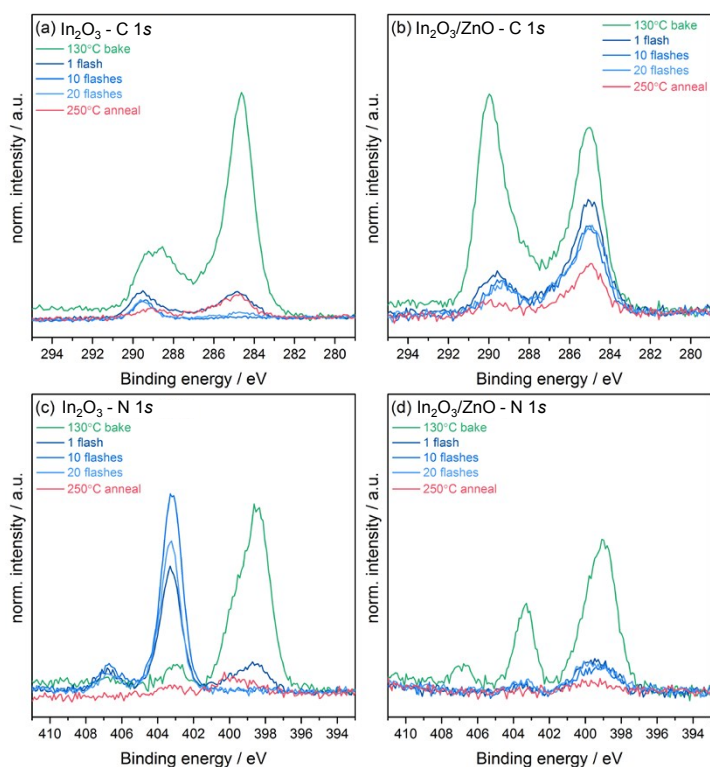 (a) In₂O₃ - C 1s
130°C bake
1 flash
10 flashes
20 flashes
250°C anneal
norm. intensity / a.u.
294 292 290 288 286 284 282 280
Binding energy / eV
(b) In₂O₃/ZnO - C 1s
130°C bake
1 flash
10 flashes
20 flashes
250°C anneal
norm. intensity / a.u.
294 292 290 288 286 284 282 280
Binding energy / eV
(c) In₂O₃ - N 1s
130°C bake
1 flash
10 flashes
20 flashes
250°C anneal
norm. intensity / a.u.
410 408 406 404 402 400 398 396 394
Binding energy / eV
(d) In₂O₃/ZnO - N 1s
130°C bake
1 flash
10 flashes
20 flashes
250°C anneal
norm. intensity / a.u.
410 408 406 404 402 400 398 396 394
Binding energy / eV